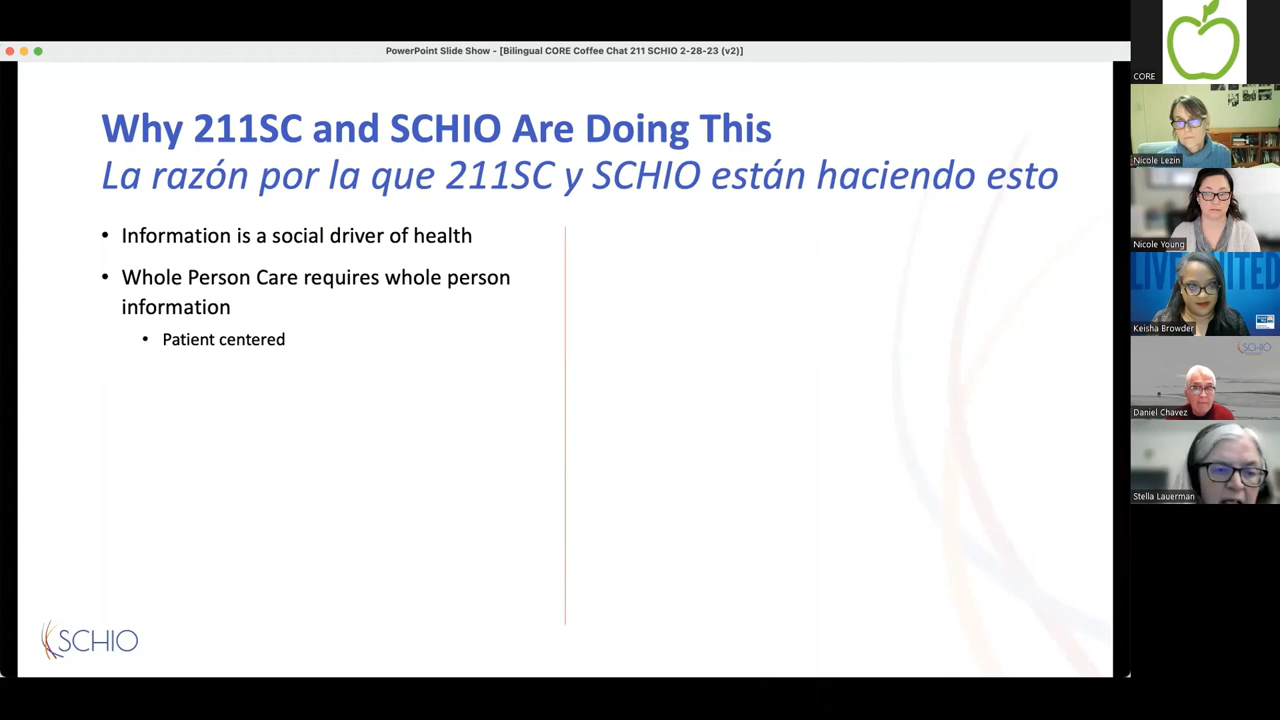 PowerPoint Slide Show - [Bilingual CORE Coffee Chat 211 SCHIO 2-28-23 (v2)]
Why 211SC and SCHIO Are Doing This
La razón por la que 211SC y SCHIO están haciendo esto
• Information is a social driver of health
• Whole Person Care requires whole person
information
• Patient centered
SCHIO
CORE
Nicole Lezin
Nicole Young
Keisha Browder
SCHIO
Daniel Chavez
Stella Lauerman